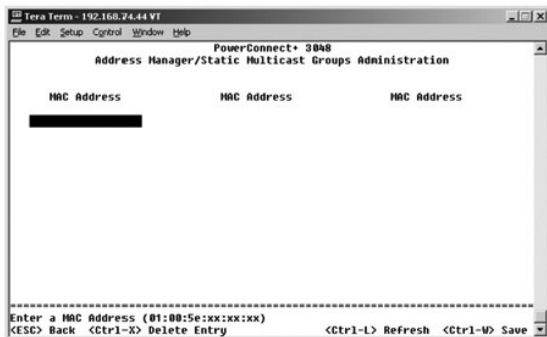 Tera Term - 192.168.74.44 VT
File Edit Setup Control Window Help
PowerConnect+ 3048
Address Manager/Static Multicast Groups Administration
MAC Address MAC Address MAC Address
================================================================================
Enter a MAC Address (01:00:5e:xx:xx:xx)
<ESC> Back <Ctrl-X> Delete Entry <Ctrl-L> Refresh <Ctrl-W> Save